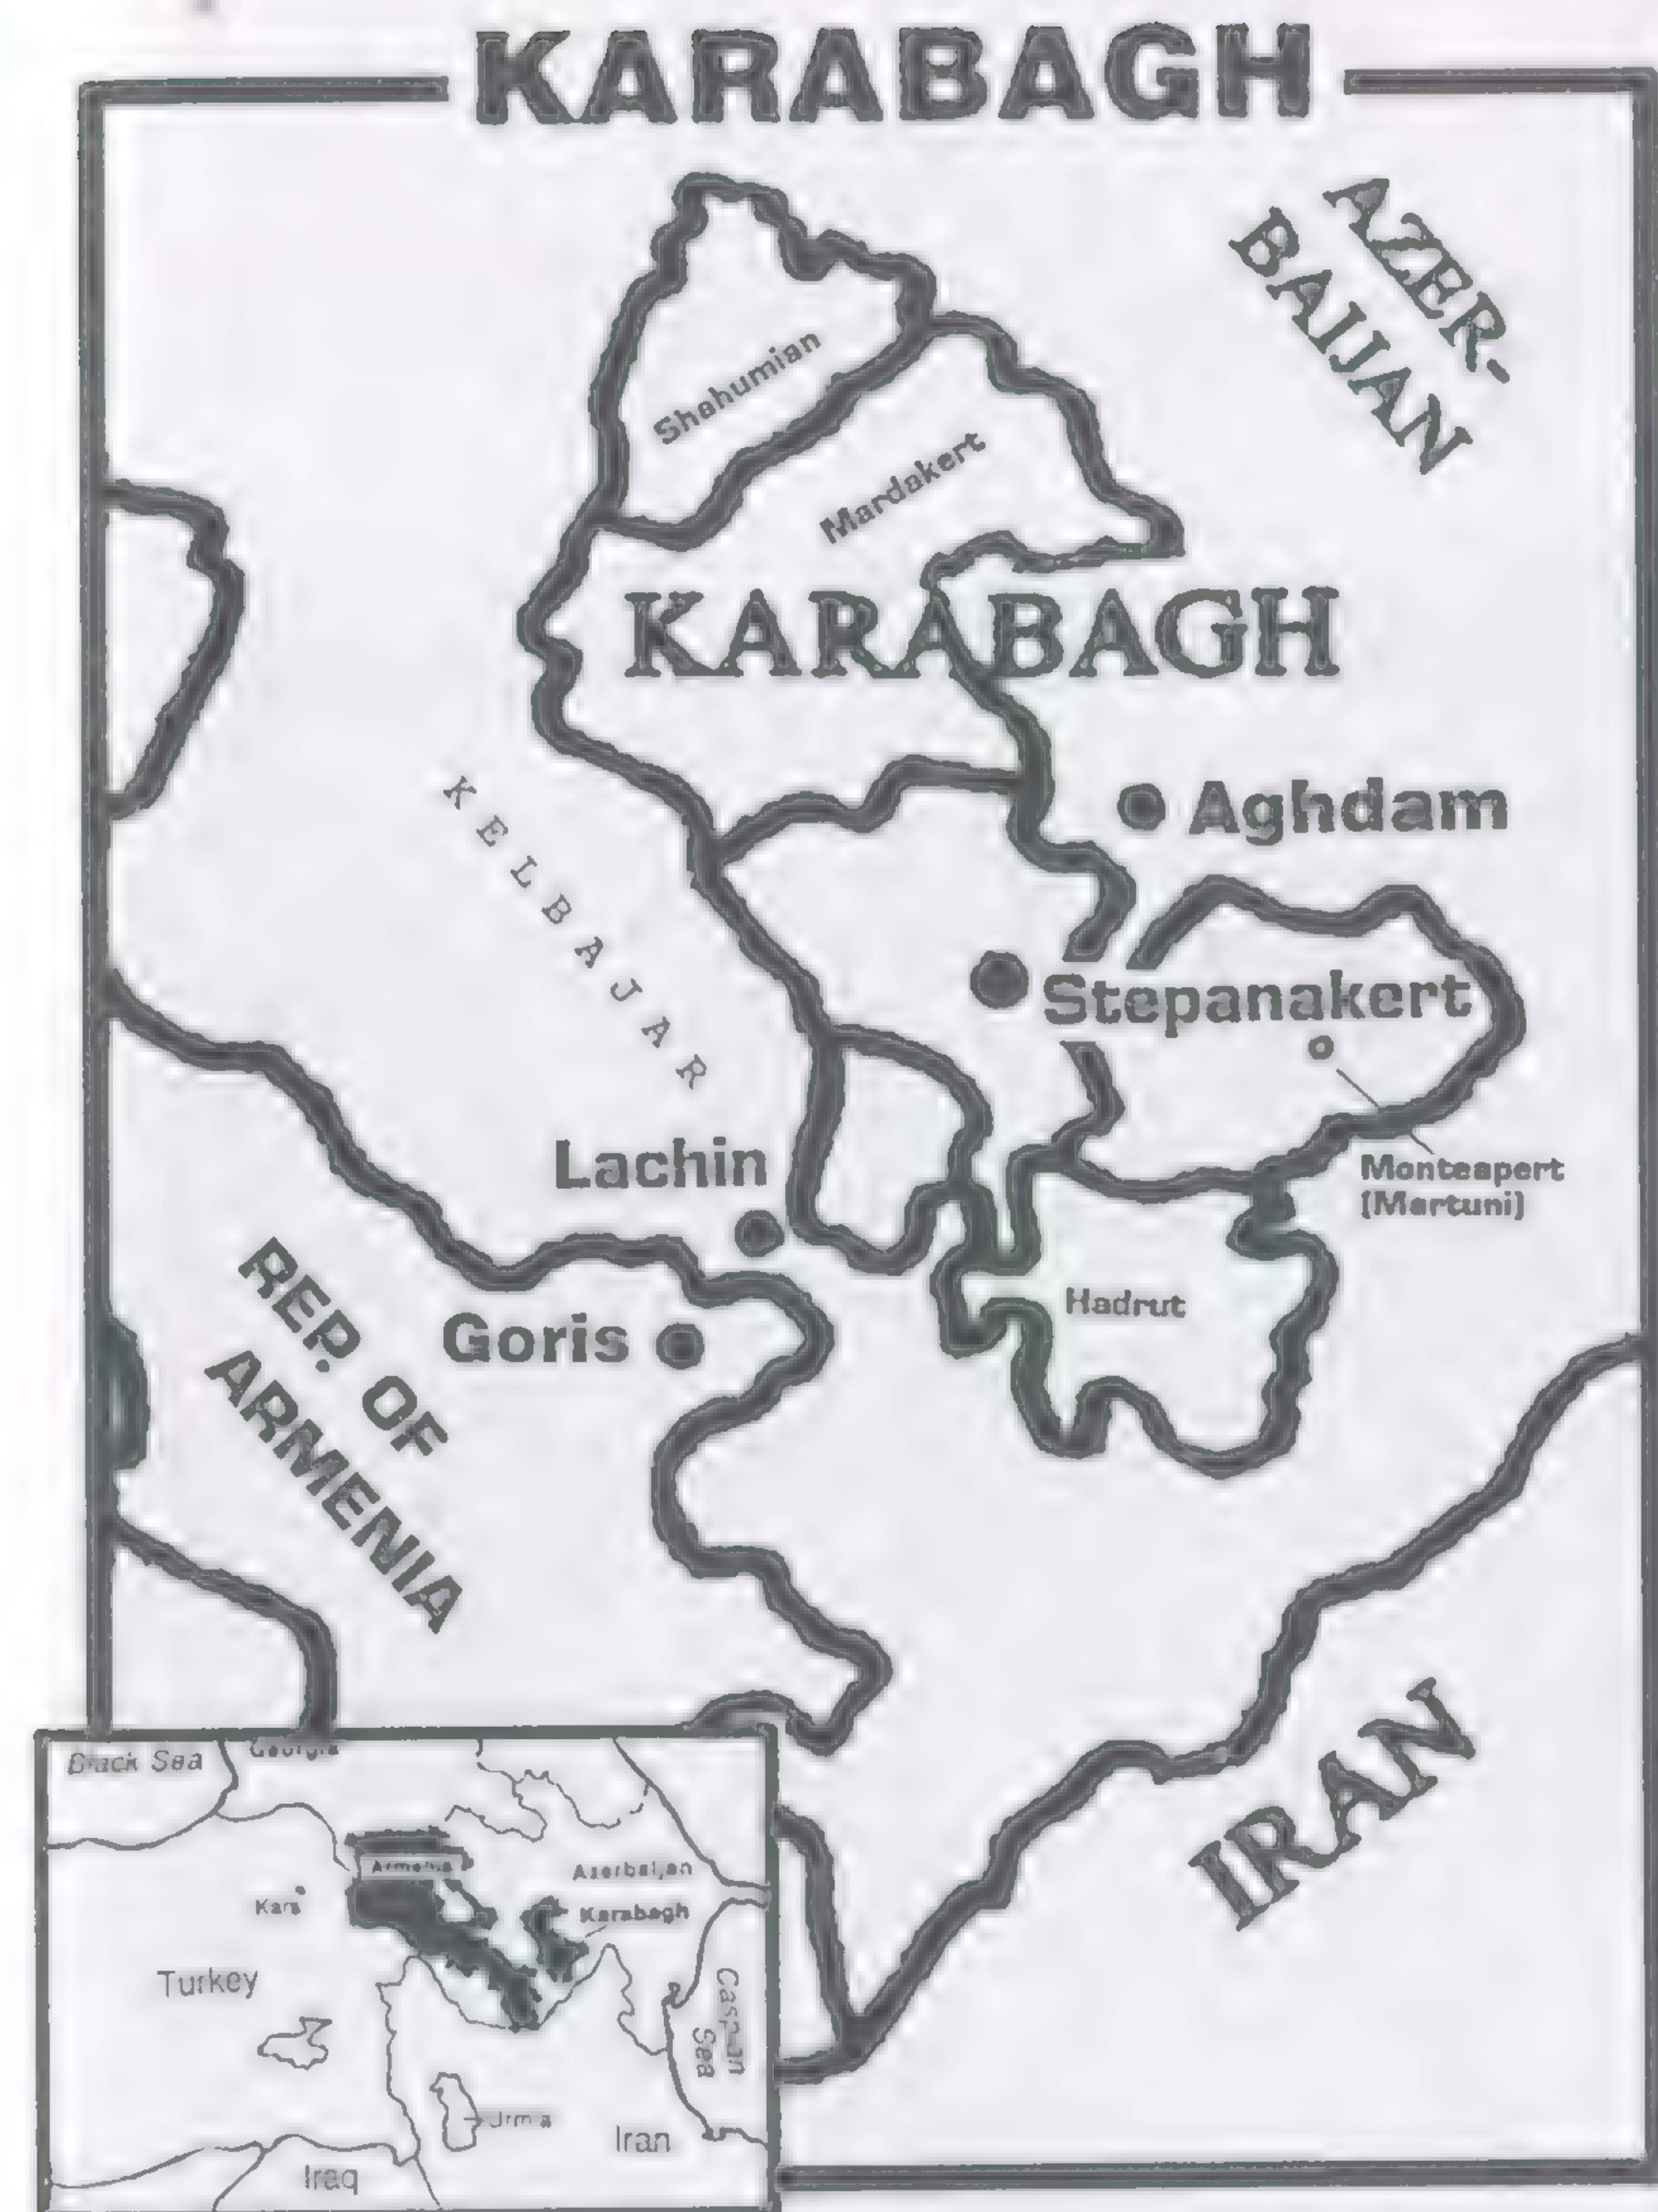 KARABAGH
AZER-
BAIJAN
Shahumian
Mardakert
KARABAGH
Aghdam
KELBAJAR
Stepanakert
Lachin
Monteapert
(Martuni)
Goris
Hadrut
REP. OF
ARMENIA
IRAN
Black Sea
Georgia
Armenia
Azerbaijan
Kars
Karabagh
Turkey
Caspian
Sea
Iran
Iraq